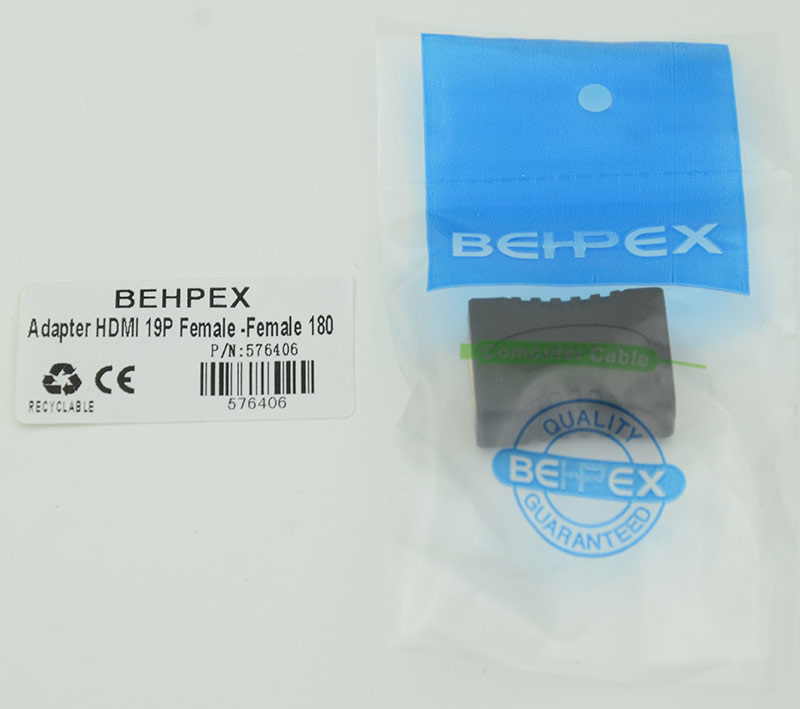 BEHPEX
Adapter HDMI 19P Female -Female 180
P/N:576406
RECYCLABLE
CE
576406
BEHPEX
Computer Cable
QUALITY
BEHPEX
GUARANTEED